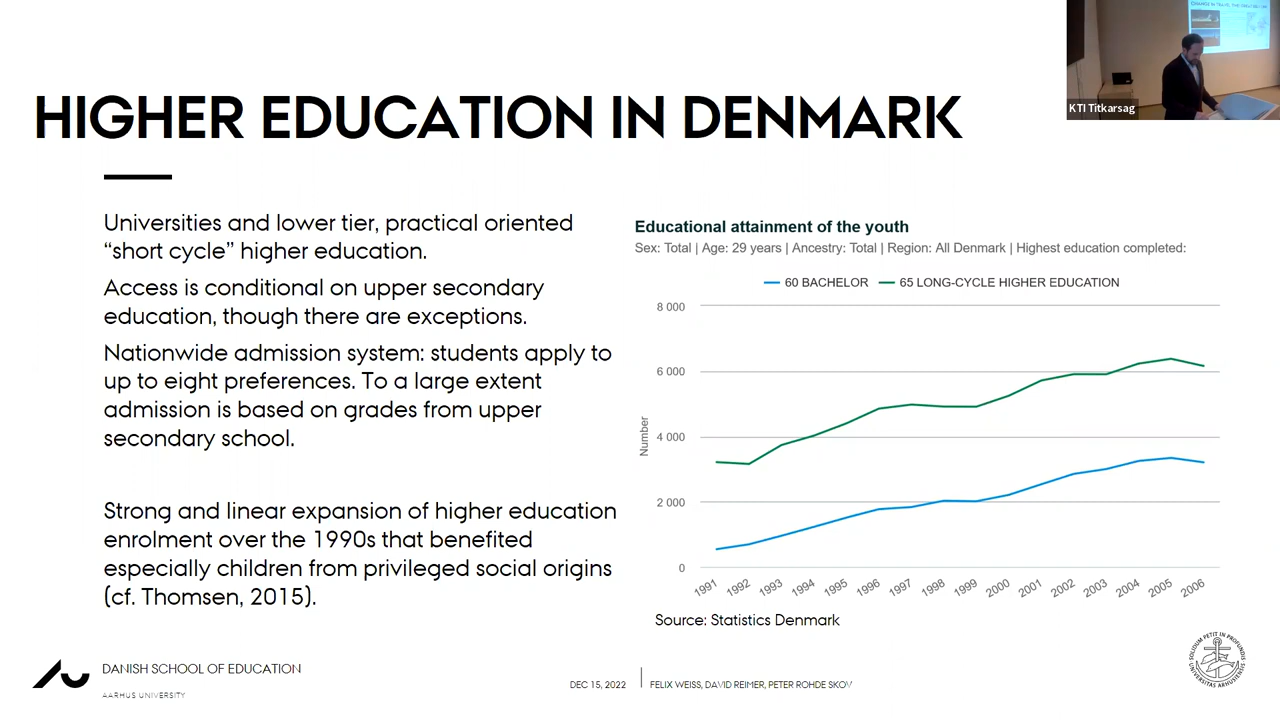 KTI Titkarsag
HIGHER EDUCATION IN DENMARK
Universities and lower tier, practical oriented
“short cycle” higher education.
Access is conditional on upper secondary
education, though there are exceptions.
Nationwide admission system: students apply to
up to eight preferences. To a large extent
admission is based on grades from upper
secondary school.
Strong and linear expansion of higher education
enrolment over the 1990s that benefited
especially children from privileged social origins
(cf. Thomsen, 2015).
Educational attainment of the youth
Sex: Total | Age: 29 years | Ancestry: Total | Region: All Denmark | Highest education completed:
60 BACHELOR 65 LONG-CYCLE HIGHER EDUCATION
8 000
6 000
4 000
2 000
0
Number
1991 1992 1993 1994 1995 1996 1997 1998 1999 2000 2001 2002 2003 2004 2005 2006
Source: Statistics Denmark
DANISH SCHOOL OF EDUCATION
AARHUS UNIVERSITY
DEC 15, 2022
FELIX WEISS, DAVID REIMER, PETER ROHDE SKOV
SOLIDUM PETIT IN PROFUNDIS
UNIVERSITAS ARHUSIENSIS